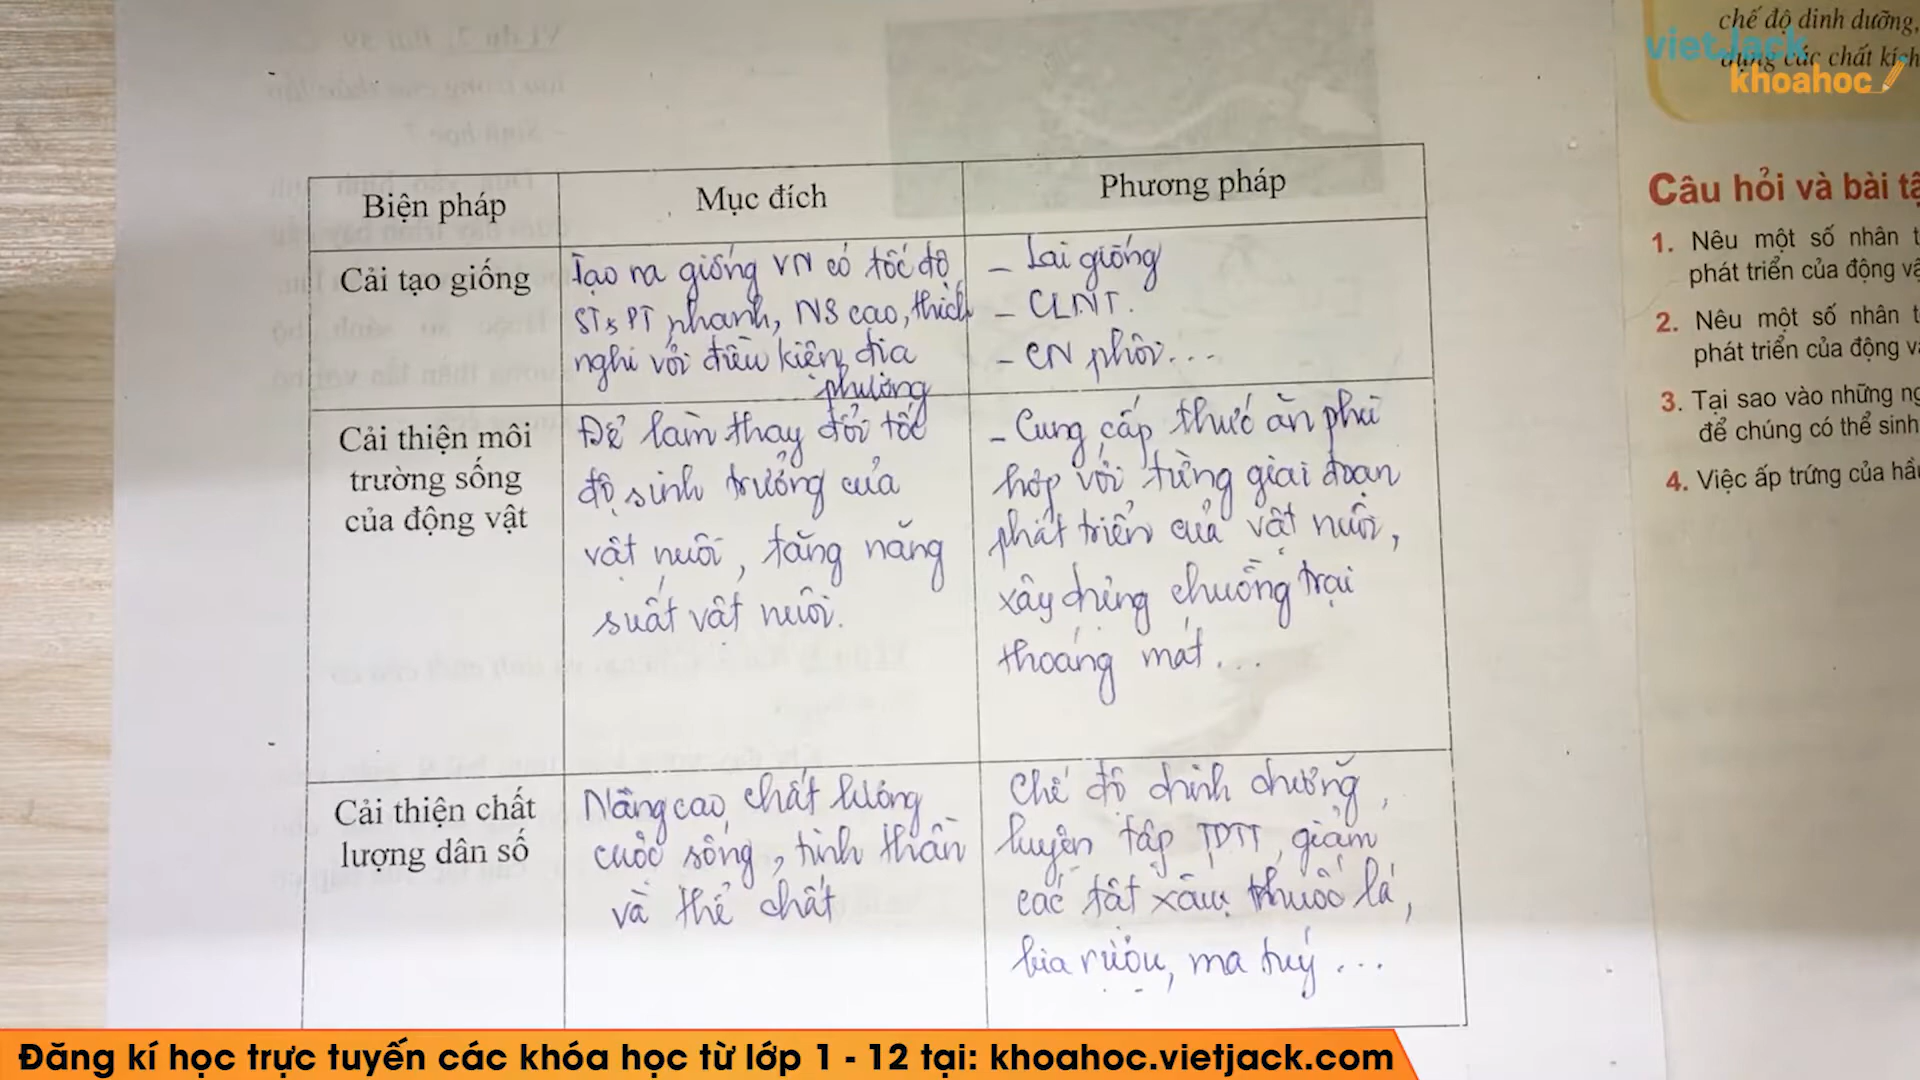 chế độ dinh dưỡng,
dụng các chất kích
vietJack
khoahoc
Biện pháp
Mục đích
Phương pháp
Cải tạo giống
Tạo ra giống VN có tốc độ
ST & PT nhanh, NS cao, thích
nghi với điều kiện địa
phương
- Lai giống
- CLNT.
- CN phôi...
Cải thiện môi
trường sống
của động vật
Để làm thay đổi tốc
độ sinh trưởng của
vật nuôi, tăng năng
suất vật nuôi.
- Cung cấp thức ăn phù
hợp với từng giai đoạn
phát triển của vật nuôi,
xây dựng chuồng trại
thoáng mát...
Cải thiện chất
lương dân số
Nâng cao chất lượng
cuộc sống, tinh thần
và thể chất
Chế độ dinh dưỡng,
luyện tập TDTT, giảm
các tật xấu: thuốc lá,
bia rượu, ma tuý...
Câu hỏi và bài tậ
1. Nêu một số nhân t
phát triển của động vậ
2. Nêu một số nhân t
phát triển của động v
3. Tại sao vào những ng
để chúng có thể sinh
4. Việc ấp trứng của hầ
Đăng kí học trực tuyến các khóa học từ lớp 1 - 12 tại: khoahoc.vietjack.com